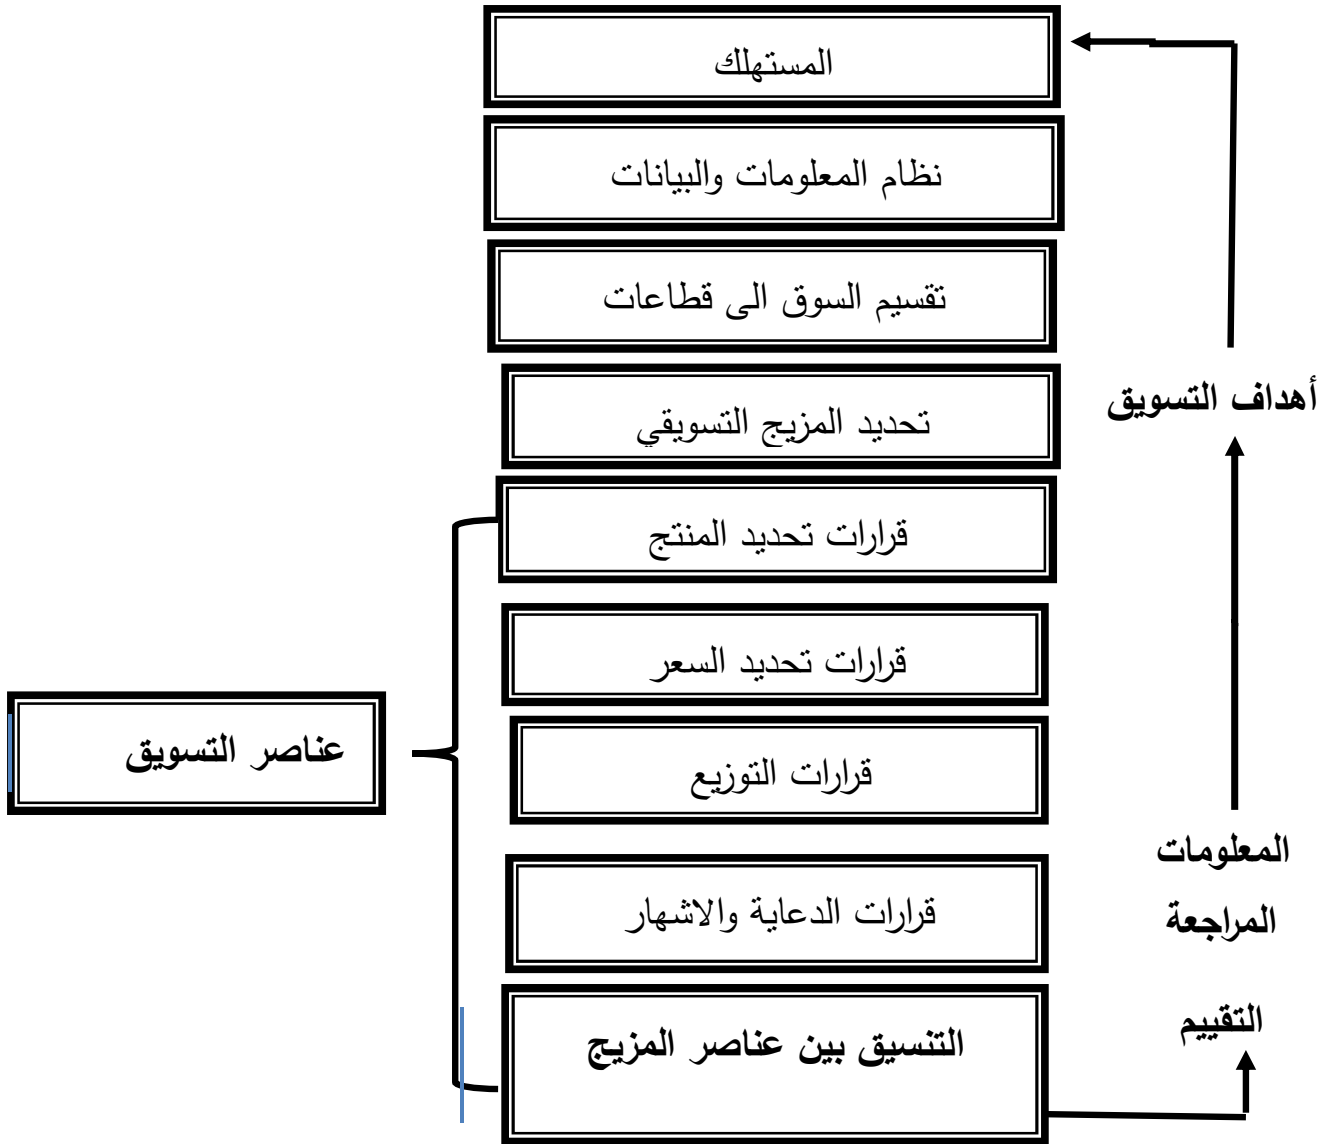 المستهلك
نظام المعلومات والبيانات
تقسيم السوق الى قطاعات
أهداف التسويق
تحديد المزيج التسويقي
قرارات تحديد المنتج
قرارات تحديد السعر
عناصر التسويق
قرارات التوزيع
المعلومات
المراجعة
قرارات الدعاية والاشهار
التقييم
التنسيق بين عناصر المزيج